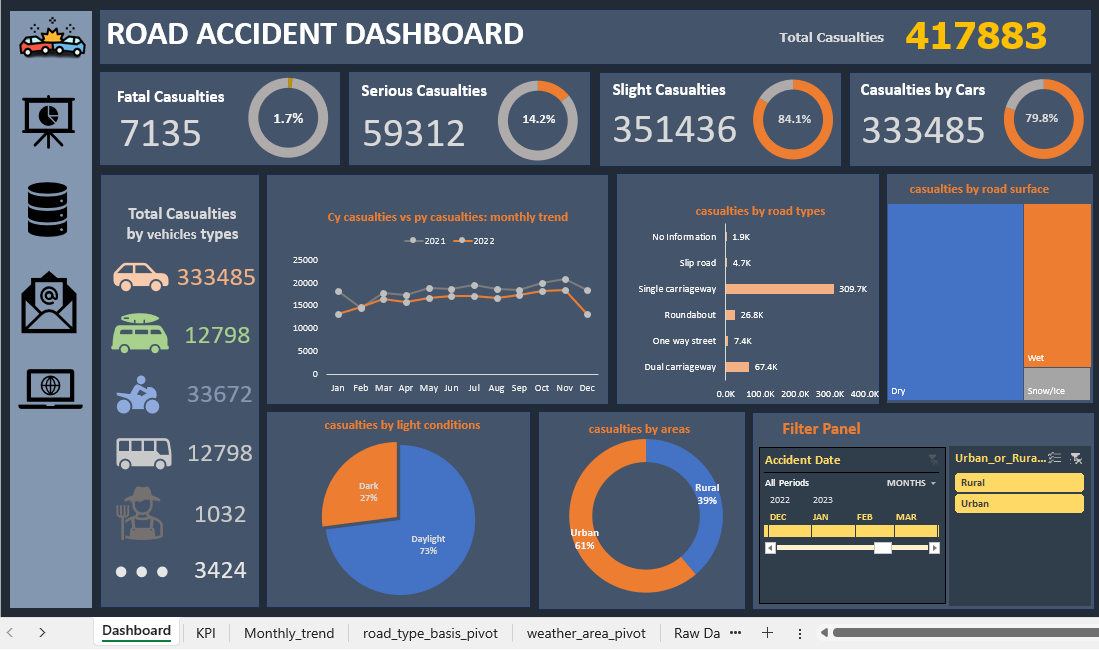 ROAD ACCIDENT DASHBOARD
Total Casualties
417883
Fatal Casualties
7135
1.7%
Serious Casualties
59312
14.2%
Slight Casualties
351436
84.1%
Casualties by Cars
333485
79.8%
Total Casualties
by vehicles types
333485
12798
33672
12798
1032
3424
Cy casualties vs py casualties: monthly trend
2021 2022
25000
20000
15000
10000
5000
0
Jan Feb Mar Apr May Jun Jul Aug Sep Oct Nov Dec
casualties by road types
No Information 1.9K
Slip road 4.7K
Single carriageway 309.7K
Roundabout 26.8K
One way street 7.4K
Dual carriageway 67.4K
0.0K 100.0K 200.0K 300.0K 400.0K
casualties by road surface
Dry
Wet
Snow/Ice
casualties by light conditions
Dark
27%
Daylight
73%
casualties by areas
Rural
39%
Urban
61%
Filter Panel
Accident Date
All Periods MONTHS
2022 2023
DEC JAN FEB MAR
Urban_or_Rura...
Rural
Urban
Dashboard KPI Monthly_trend road_type_basis_pivot weather_area_pivot Raw Da